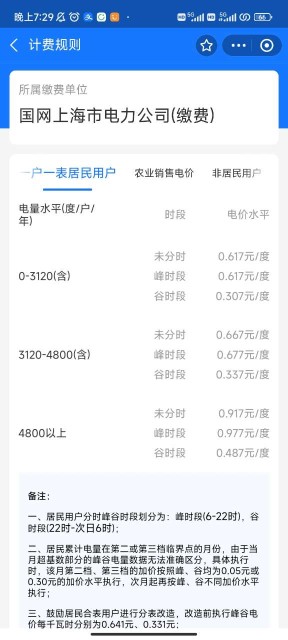 晚上7:29
66
计费规则
所属缴费单位
国网上海市电力公司(缴费)
一户一表居民用户 农业销售电价 非居民用户
电量水平(度/户/年) 时段 电价水平
未分时 0.617元/度
0-3120(含) 峰时段 0.617元/度
谷时段 0.307元/度
未分时 0.667元/度
3120-4800(含) 峰时段 0.677元/度
谷时段 0.337元/度
未分时 0.917元/度
4800以上 峰时段 0.977元/度
谷时段 0.487元/度
备注：
一、居民用户分时峰谷时段划分为：峰时段(6-22时)，谷
时段(22时-次日6时)；
二、居民累计电量在第二或第三档临界点的月份，由于当
月超基数部分的峰谷电量数据无法准确区分，具体执行
时，该月第二档、第三档的加价按照峰、谷均为0.05元或
0.30元的加价水平执行，次月起再按峰、谷不同加价水平
执行；
三、鼓励居民合表用户进行分表改造，改造前执行峰谷电
价每千瓦时分别为0.641元、0.331元；